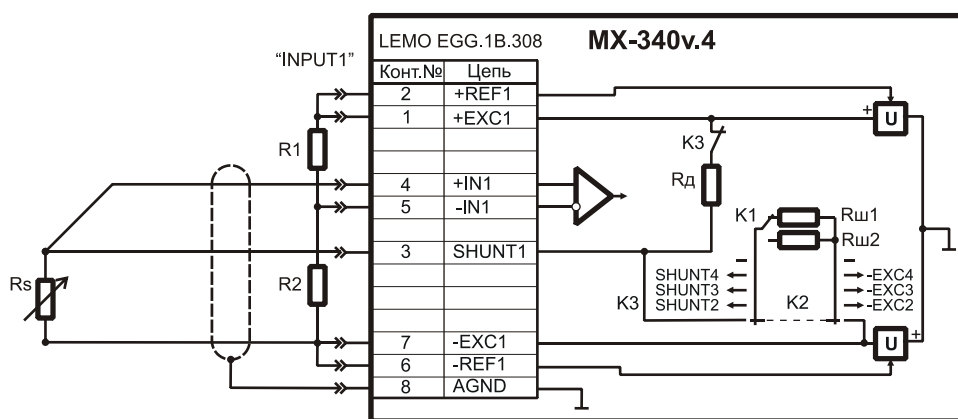 LEMO EGG.1B.308
MX-340v.4
"INPUT1"
Конт.№ Цепь
2 +REF1
1 +EXC1
4 +IN1
5 -IN1
3 SHUNT1
7 -EXC1
6 -REF1
8 AGND
R1
R2
Rs
K3
Rд
K1
Rш1
Rш2
SHUNT4
SHUNT3
SHUNT2
-EXC4
-EXC3
-EXC2
K3
K2
+ U
U +